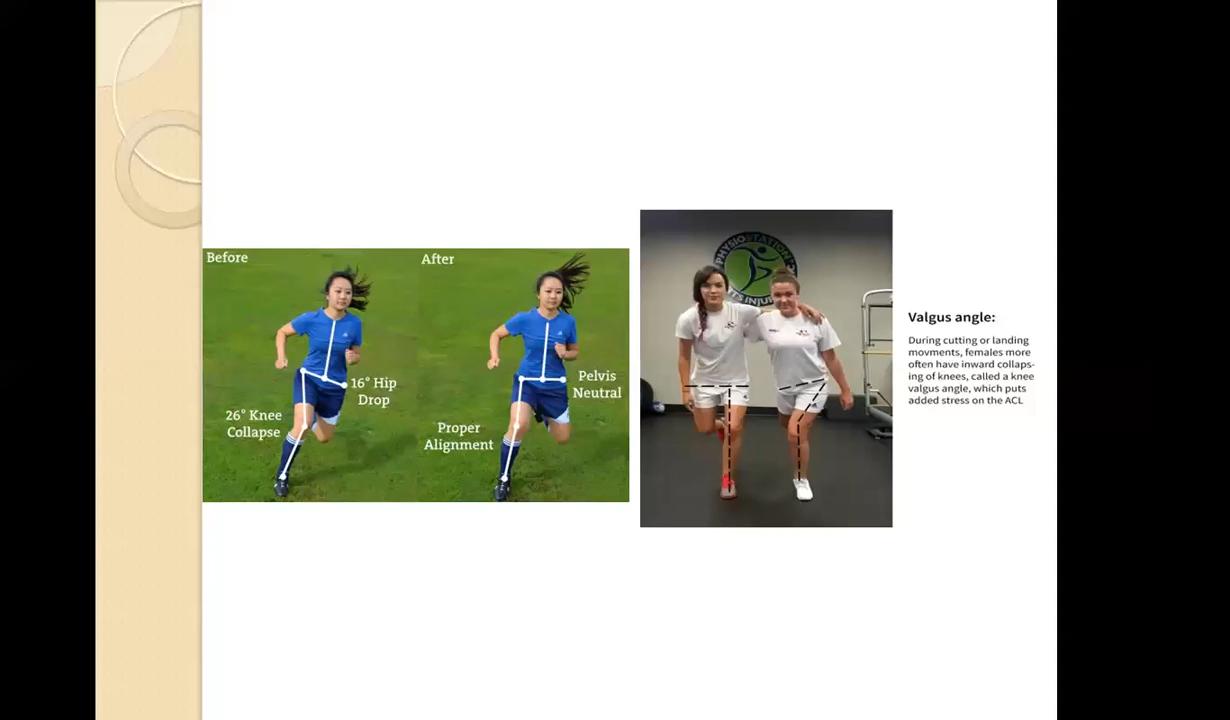 Before
After
16° Hip
Drop
26° Knee
Collapse
Pelvis
Neutral
Proper
Alignment
PHYSIOSTATION
Valgus angle:
During cutting or landing
movments, females more
often have inward collaps-
ing of knees, called a knee
valgus angle, which puts
added stress on the ACL